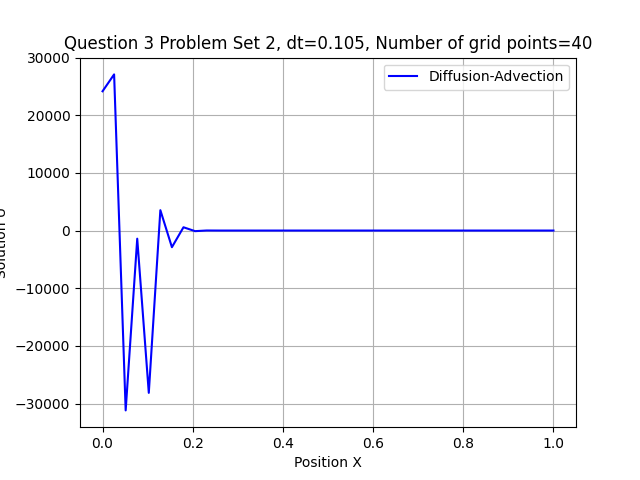 Question 3 Problem Set 2, dt=0.105, Number of grid points=40
Diffusion-Advection
30000
20000
10000
0
−10000
−20000
−30000
0.0 0.2 0.4 0.6 0.8 1.0
Position X
Solution